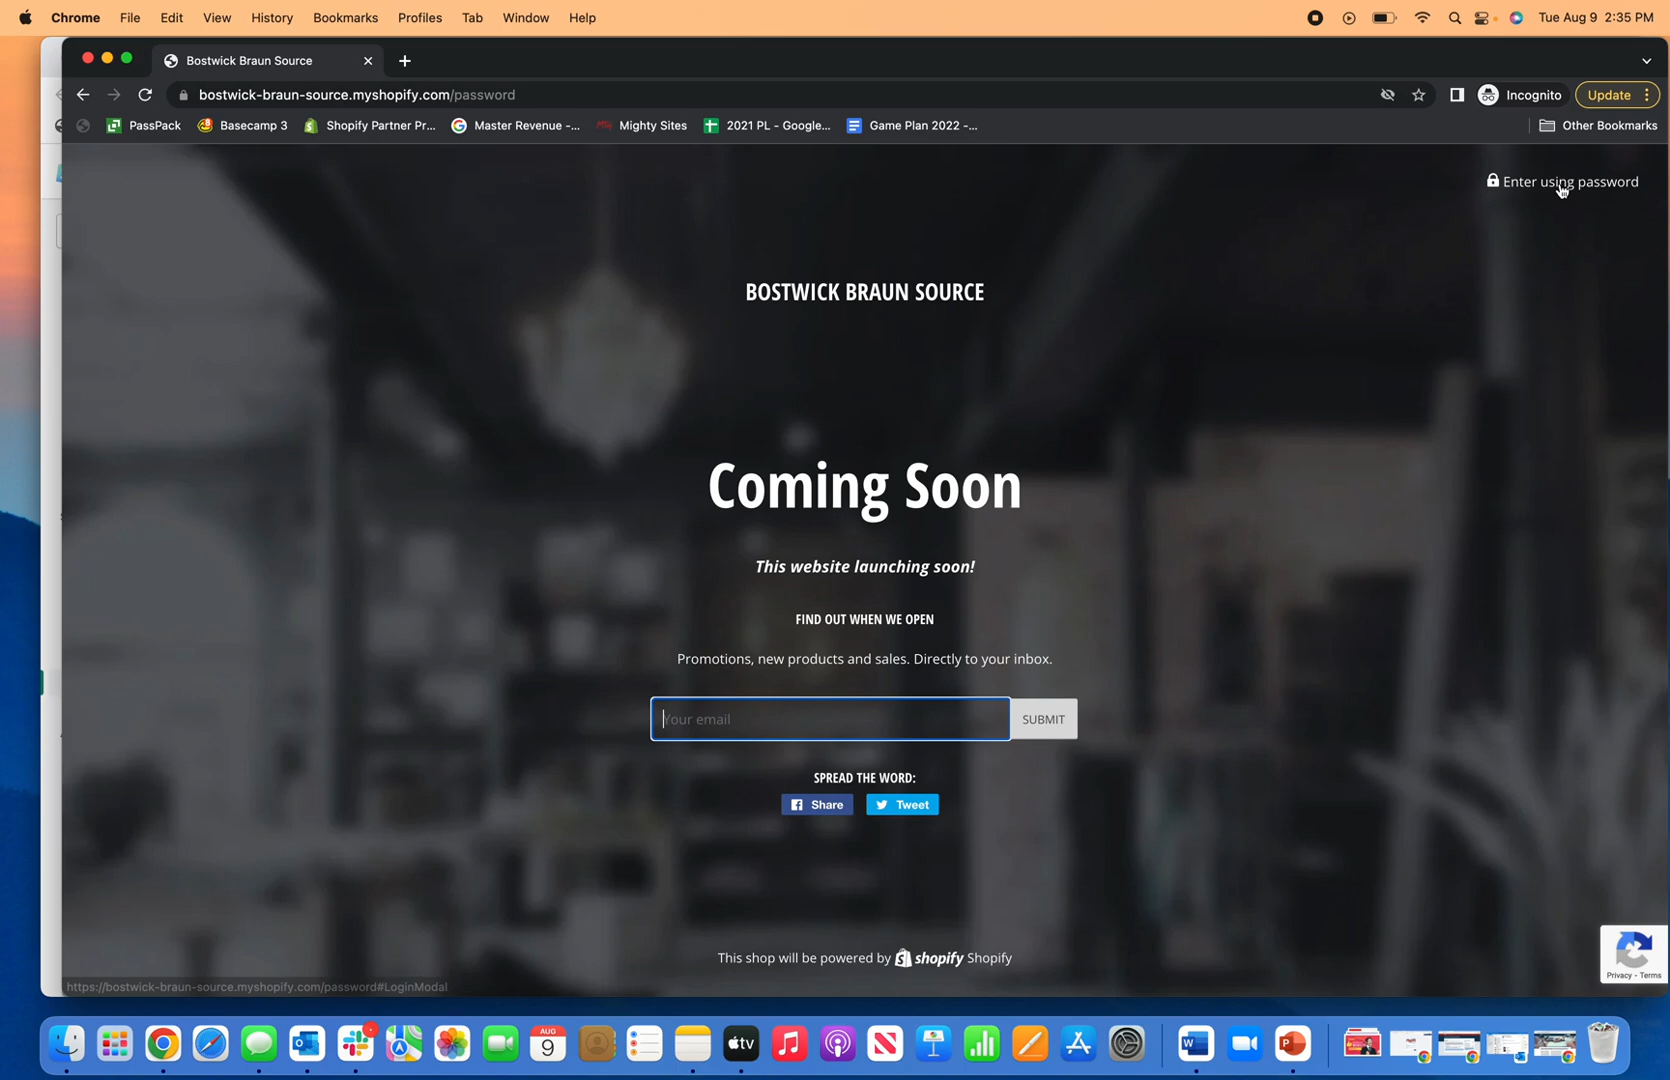 Chrome File Edit View History Bookmarks Profiles Tab Window Help Tue Aug 9 2:35 PM
Bostwick Braun Source
bostwick-braun-source.myshopify.com/password Incognito Update
PassPack Basecamp 3 Shopify Partner Pr... Master Revenue -... Mighty Sites 2021 PL - Google... Game Plan 2022 -... Other Bookmarks
Enter using password
BOSTWICK BRAUN SOURCE
Coming Soon
This website launching soon!
FIND OUT WHEN WE OPEN
Promotions, new products and sales. Directly to your inbox.
Your email SUBMIT
SPREAD THE WORD:
Share Tweet
This shop will be powered by shopify Shopify
Privacy - Terms
https://bostwick-braun-source.myshopify.com/password#LoginModal
AUG
9
tv